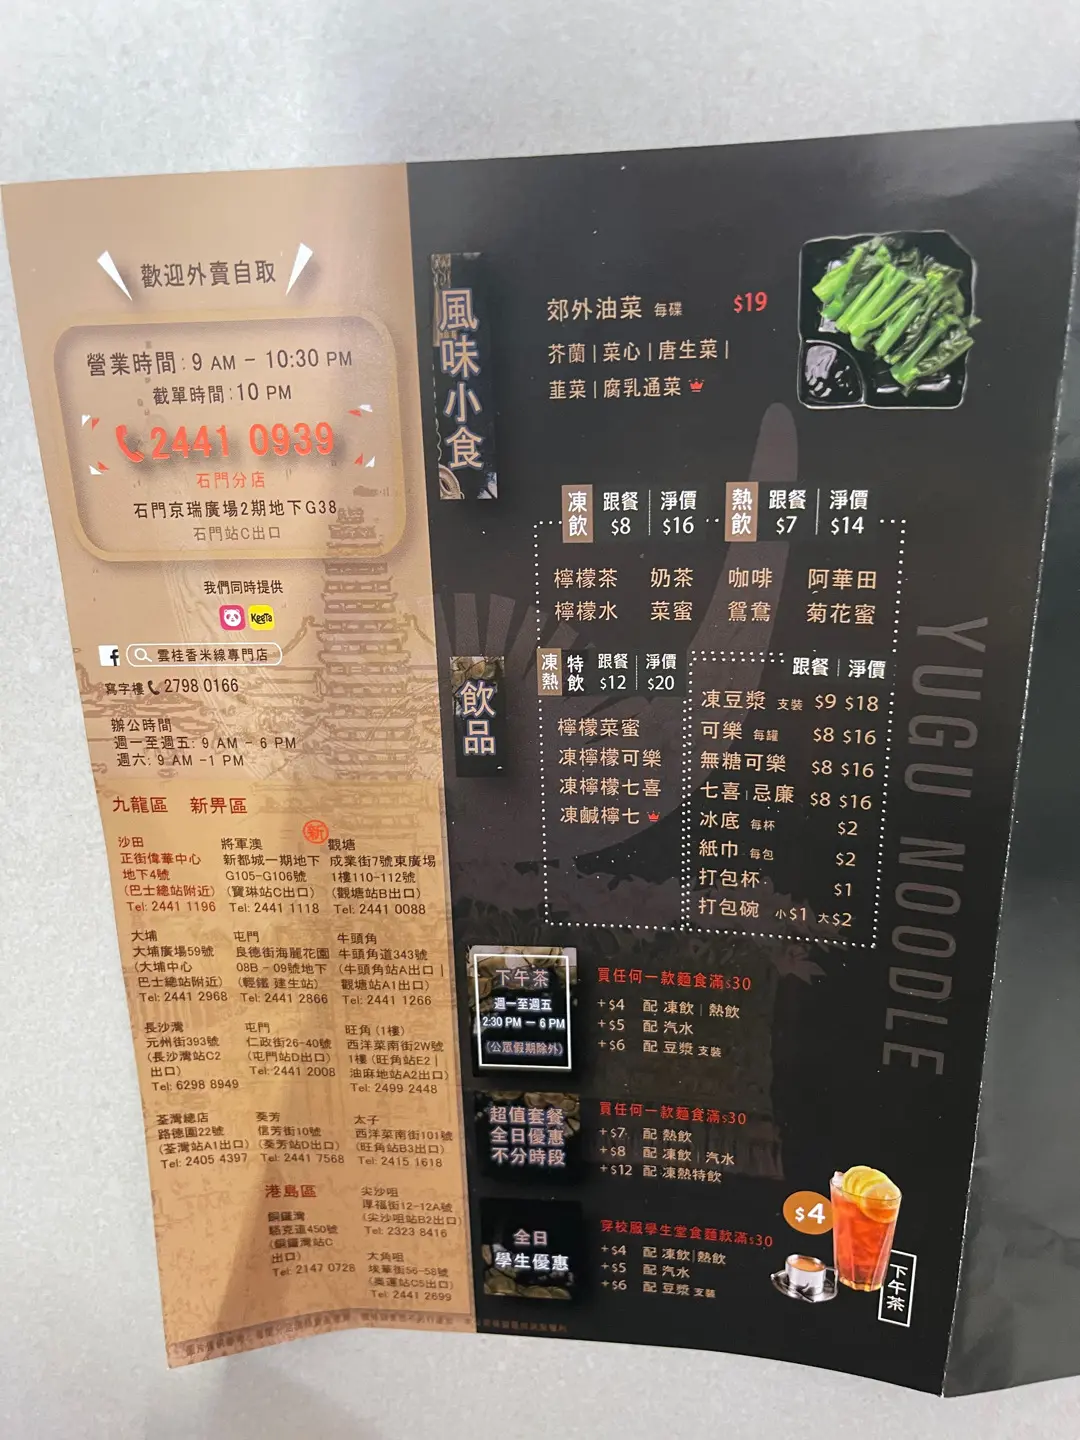 歡迎外賣自取
營業時間:9 AM - 10:30 PM
截單時間:10 PM
2441 0939
石門分店
石門京瑞廣場2期地下G38
石門站C出口
我們同時提供
KeeTa
雲桂香米線專門店
寫字樓 2798 0166
辦公時間
週一至週五: 9 AM - 6 PM
週六: 9 AM -1 PM
九龍區 新界區
沙田
正街偉華中心
地下4號
(巴士總站附近)
Tel: 2441 1196
將軍澳
新都城一期地下
G105-G106號
(寶琳站C出口)
Tel: 2441 1118
新
觀塘
成業街7號東廣場
1樓110-112號
(觀塘站B出口)
Tel: 2441 0088
大埔
大埔廣場59號
(大埔中心
巴士總站附近)
Tel: 2441 2968
屯門
良德街海麗花園
08B - 09號地下
(輕鐵 建生站)
Tel: 2441 2866
牛頭角
牛頭角道343號
(牛頭角站A出口 |
觀塘站A1出口)
Tel: 2441 1266
長沙灣
元州街393號
(長沙灣站C2
出口)
Tel: 6298 8949
屯門
仁政街26-40號
(屯門站D出口)
Tel: 2441 2008
旺角 (1樓)
西洋菜南街2W號
1樓 (旺角站E2 |
油麻地站A2出口)
Tel: 2499 2448
荃灣總店
路德圍22號
(荃灣站A1出口)
Tel: 2405 4397
葵芳
信芳街10號
(葵芳站D出口)
Tel: 2441 7568
太子
西洋菜南街101號
(旺角站B3出口)
Tel: 2415 1618
港島區
銅鑼灣
駱克道450號
(銅鑼灣站C
出口)
Tel: 2147 0728
尖沙咀
厚福街12-12A號
(尖沙咀站B2出口)
Tel: 2323 8416
大角咀
埃華街56-58號
(奧運站C5出口)
Tel: 2441 2699
風味小食
郊外油菜 每碟 $19
芥蘭 | 菜心 | 唐生菜 |
韮菜 | 腐乳通菜
飲品
凍飲 跟餐 $8 | 淨價 $16
熱飲 跟餐 $7 | 淨價 $14
檸檬茶 奶茶 咖啡 阿華田
檸檬水 菜蜜 鴛鴦 菊花蜜
凍熱 特飲 跟餐 $12 | 淨價 $20
檸檬菜蜜
凍檸檬可樂
凍檸檬七喜
凍鹹檸七
跟餐 | 淨價
凍豆漿 支裝 $9 $18
可樂 每罐 $8 $16
無糖可樂 $8 $16
七喜 | 忌廉 $8 $16
冰底 每杯 $2
紙巾 每包 $2
打包杯 $1
打包碗 小$1 大$2
YUGU NOODLE
下午茶
週一至週五
2:30 PM — 6 PM
(公眾假期除外)
買任何一款麵食滿$30
+$4 配 凍飲 | 熱飲
+$5 配 汽水
+$6 配 豆漿 支裝
超值套餐
全日優惠
不分時段
買任何一款麵食滿$30
+$7 配 熱飲
+$8 配 凍飲 | 汽水
+$12 配 凍熱特飲
全日
學生優惠
穿校服學生堂食麵款滿$30
+$4 配 凍飲|熱飲
+$5 配 汽水
+$6 配 豆漿 支裝
$4
下午茶